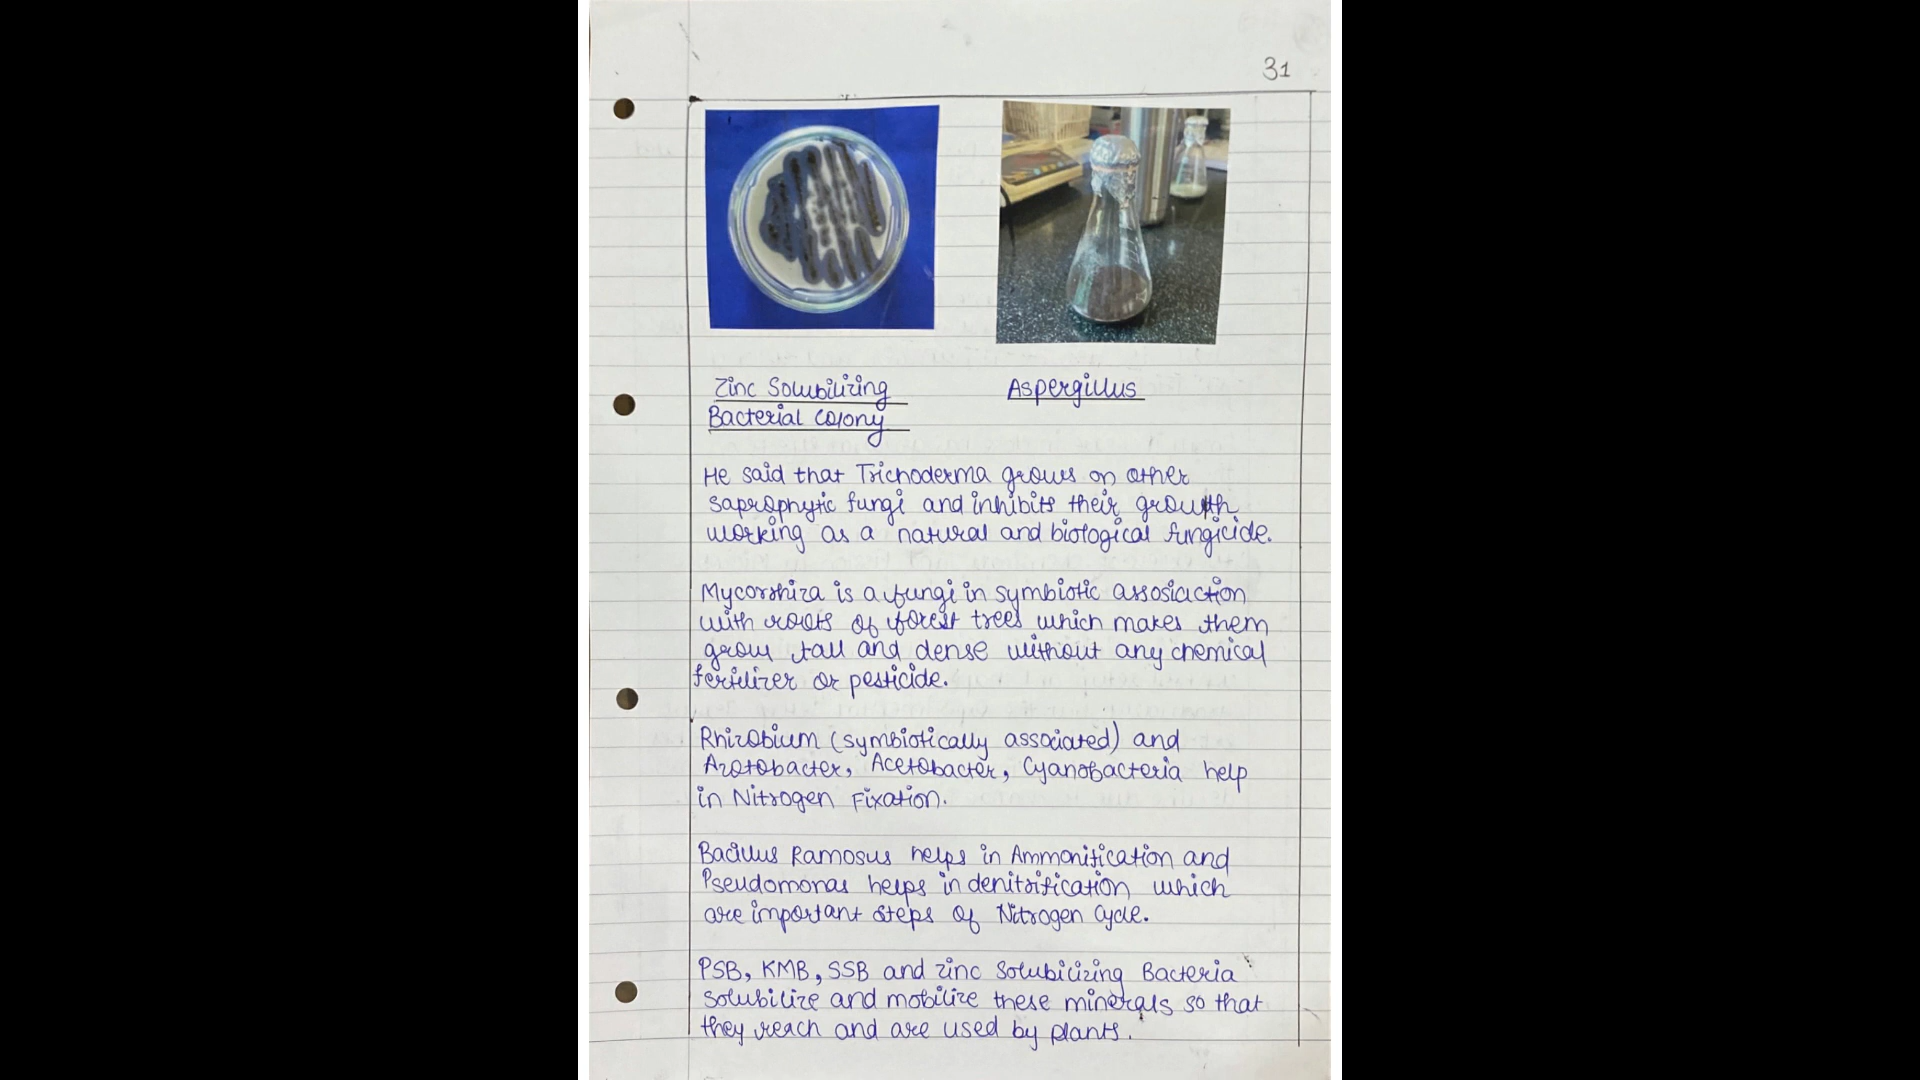 31
Zinc Solubilizing
Bacterial Colony
Aspergillus
He said that Trichoderma grows on other
saprophytic fungi and inhibits their growth
working as a natural and biological fungicide.
Mycorrhiza is a fungi in symbiotic assosiaction
with roots of forest trees which makes them
grow tall and dense without any chemical
fertilizer or pesticide.
Rhizobium (symbiotically associated) and
Azotobacter, Acetobacter, Cyanobacteria help
in Nitrogen Fixation.
Bacillus Ramosus helps in Ammonification and
Pseudomonas helps in denitrification which
are important steps of Nitrogen Cycle.
PSB, KMB, SSB and zinc solubilizing Bacteria
solubilize and mobilize these minerals so that
they reach and are used by plants.